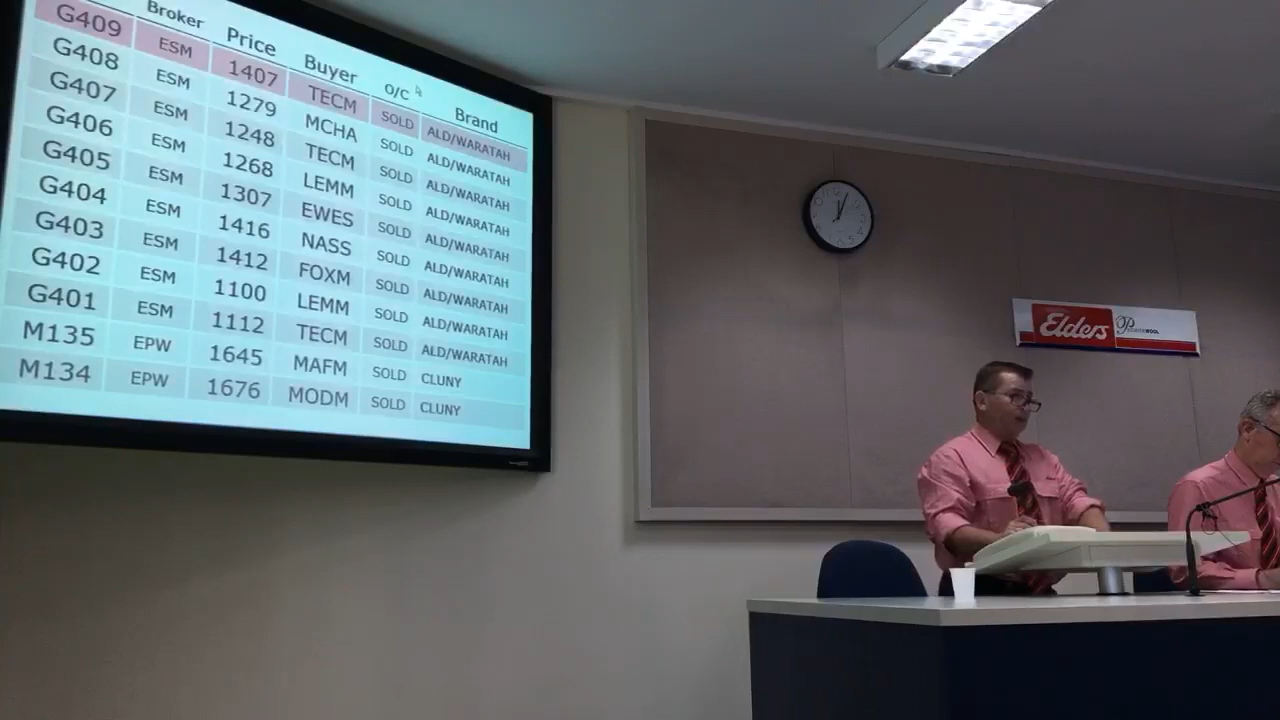 Broker Price Buyer O/C Brand
G409 ESM 1407 TECM SOLD ALD/WARATAH
G408 ESM 1279 MCHA SOLD ALD/WARATAH
G407 ESM 1248 TECM SOLD ALD/WARATAH
G406 ESM 1268 LEMM SOLD ALD/WARATAH
G405 ESM 1307 EWES SOLD ALD/WARATAH
G404 ESM 1416 NASS SOLD ALD/WARATAH
G403 ESM 1412 FOXM SOLD ALD/WARATAH
G402 ESM 1100 LEMM SOLD ALD/WARATAH
G401 ESM 1112 TECM SOLD ALD/WARATAH
M135 EPW 1645 MAFM SOLD CLUNY
M134 EPW 1676 MODM SOLD CLUNY
Elders